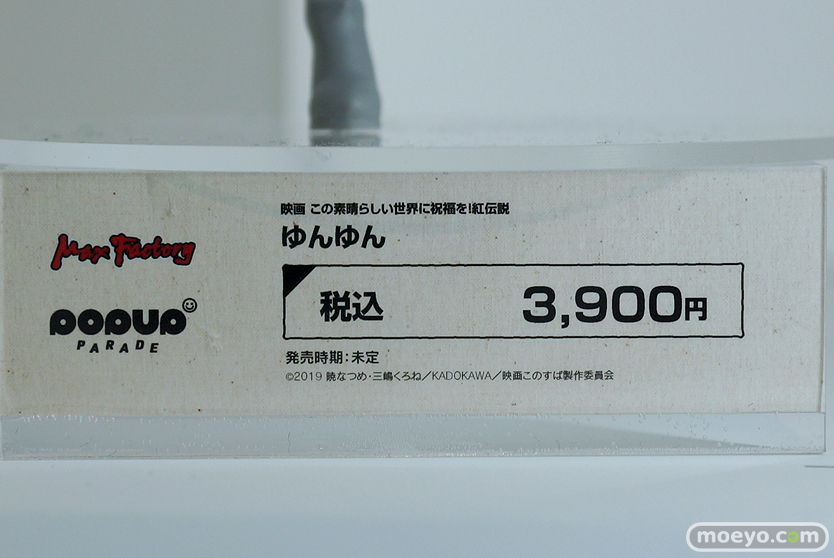 映画 この素晴らしい世界に祝福を!紅伝説
ゆんゆん
Max Factory
POPUP
PARADE
税込 3,900円
発売時期:未定
©2019 暁なつめ・三嶋くろね／KADOKAWA／映画このすば製作委員会
moeyo.com